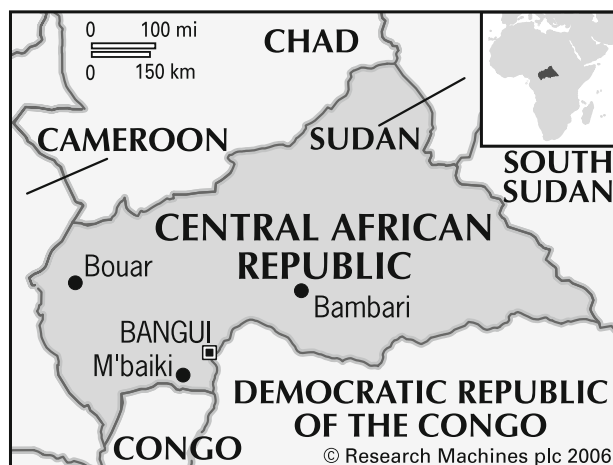 0 100 mi
0 150 km
CHAD
CAMEROON
SUDAN
SOUTH
SUDAN
CENTRAL AFRICAN
REPUBLIC
Bouar
Bambari
BANGUI
M'baiki
DEMOCRATIC REPUBLIC
OF THE CONGO
CONGO
© Research Machines plc 2006